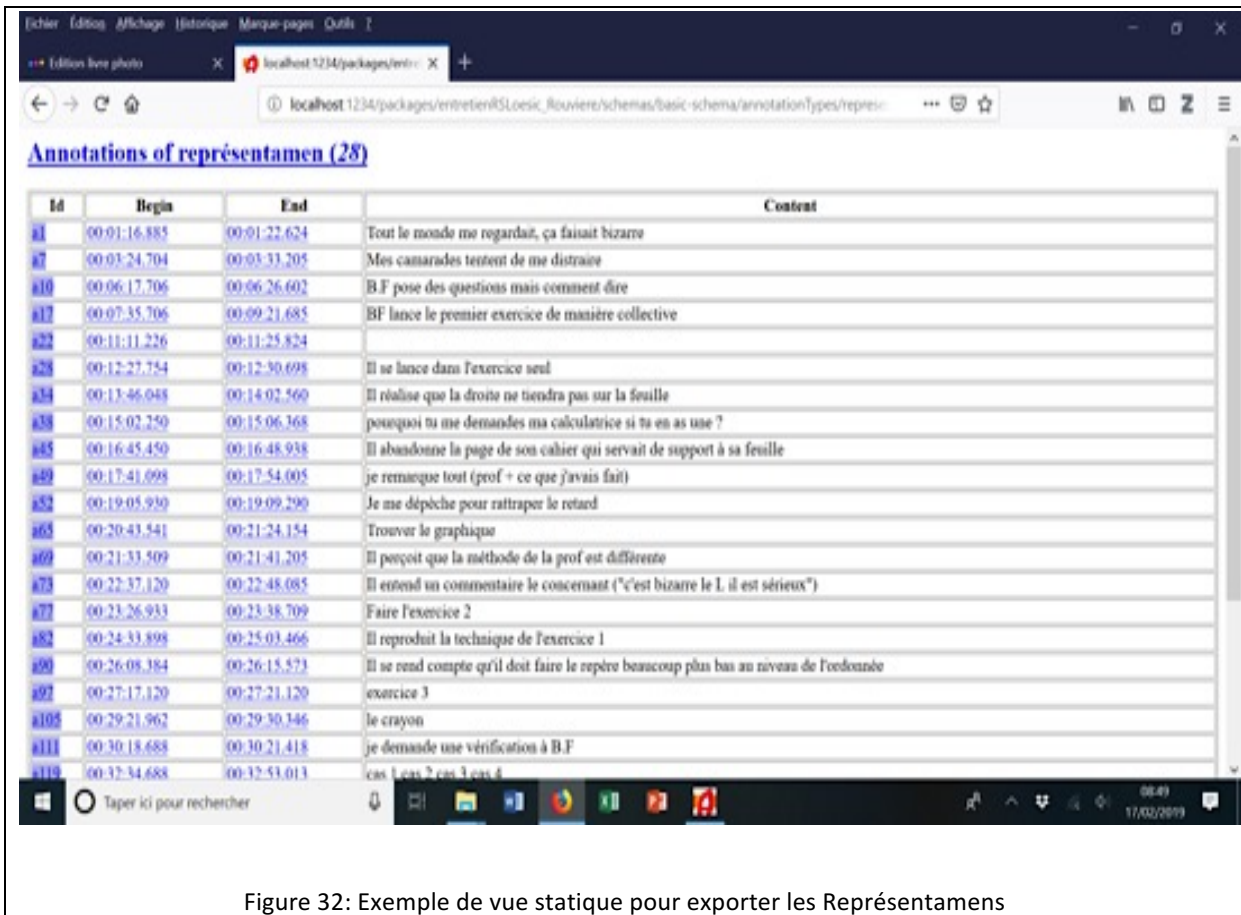 Fichier Édition Affichage Historique Marque-pages Outils ?
Edition livre photo localhost:1234/packages/entre
localhost:1234/packages/entretienRSLoesic_Rouviere/schemas/basic-schema/annotationTypes/représe
Annotations of représentamen (28)
Id Begin End Content
a1 00:01:16.885 00:01:22.624 Tout le monde me regardait, ça faisait bizarre
a7 00:03:24.704 00:03:33.205 Mes camarades tentent de me distraire
a10 00:06:17.706 00:06:26.602 B.F pose des questions mais comment dire
a17 00:07:35.706 00:09:21.685 BF lance le premier exercice de manière collective
a22 00:11:11.226 00:11:25.824
a28 00:12:27.754 00:12:30.698 Il se lance dans l'exercice seul
a34 00:13:46.048 00:14:02.560 Il réalise que la droite ne tiendra pas sur la feuille
a38 00:15:02.250 00:15:06.368 pourquoi tu me demandes ma calculatrice si tu en as une ?
a45 00:16:45.450 00:16:48.938 Il abandonne la page de son cahier qui servait de support à sa feuille
a49 00:17:41.098 00:17:54.005 je remarque tout (prof + ce que j'avais fait)
a52 00:19:05.930 00:19:09.290 Je me dépêche pour rattraper le retard
a65 00:20:43.541 00:21:24.154 Trouver le graphique
a69 00:21:33.509 00:21:41.205 Il perçoit que la méthode de la prof est différente
a73 00:22:37.120 00:22:48.085 Il entend un commentaire le concernant ("c'est bizarre le L il est sérieux")
a77 00:23:26.933 00:23:38.709 Faire l'exercice 2
a82 00:24:33.898 00:25:03.466 Il reproduit la technique de l'exercice 1
a90 00:26:08.384 00:26:15.573 Il se rend compte qu'il doit faire le repère beaucoup plus bas au niveau de l'ordonnée
a97 00:27:17.120 00:27:21.120 exercice 3
a105 00:29:21.962 00:29:30.346 le crayon
a111 00:30:18.688 00:30:21.418 je demande une vérification à B.F
a119 00:32:34.688 00:32:53.013 cas 1 cas 2 cas 3 cas 4
Taper ici pour rechercher
08:49
17/02/2019
Figure 32: Exemple de vue statique pour exporter les Représentamens